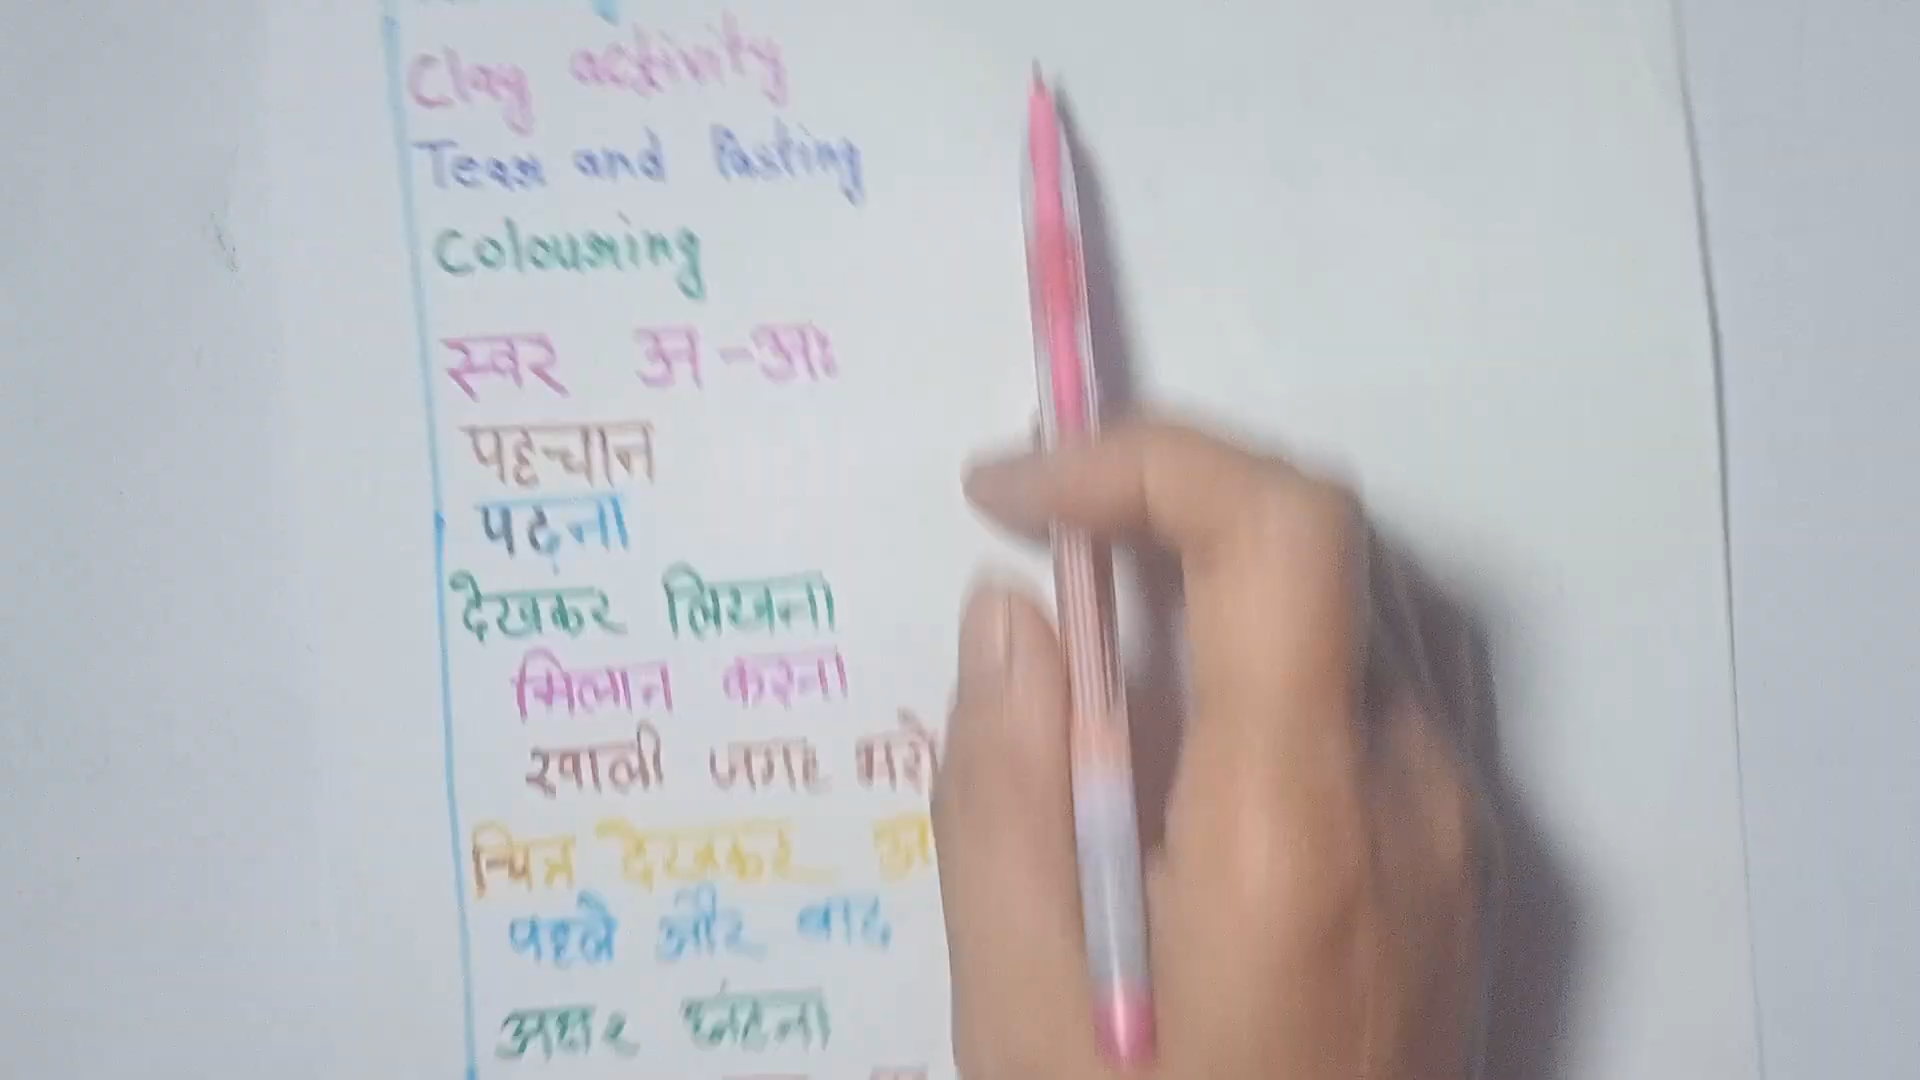 Clay activity
Tear and Pasting
Colouring
स्वर अ-अः
पहचान
पढ़ना
देखकर लिखना
मिलान करना
खाली जगह भरो
चित्र देखकर
पहले और बाद
अक्षर